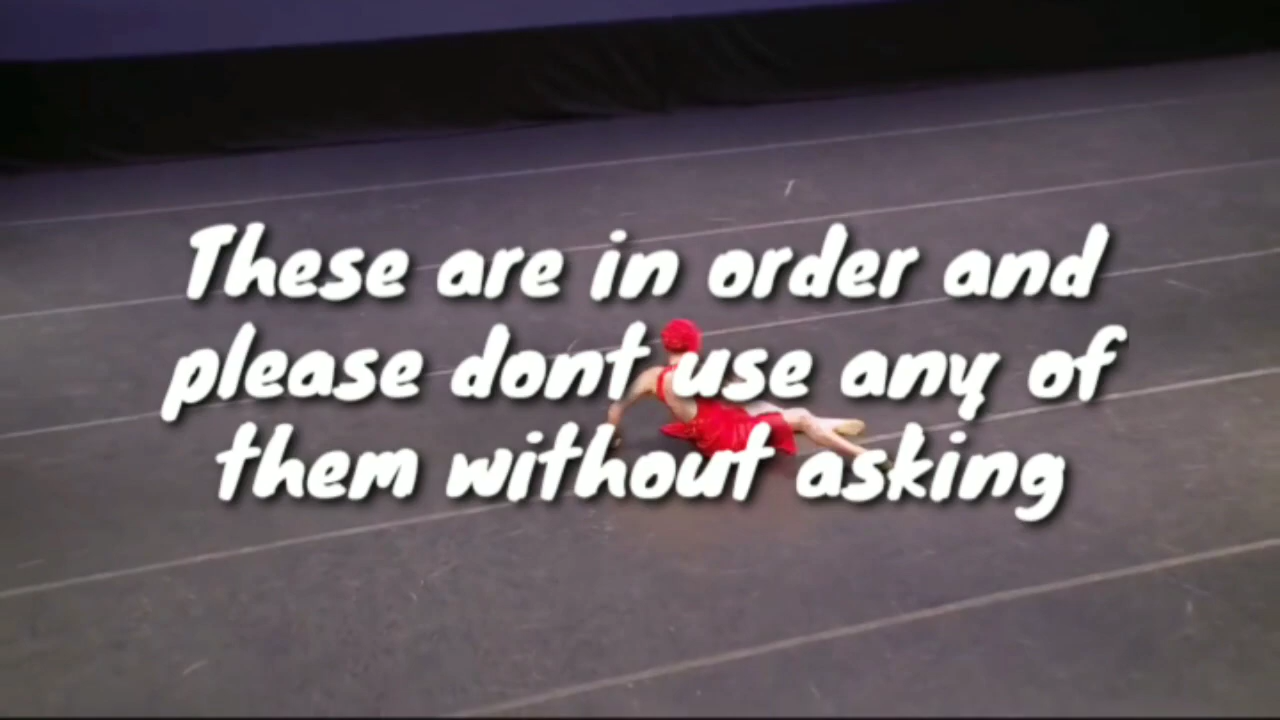 These are in order and
please dont use any of
them without asking